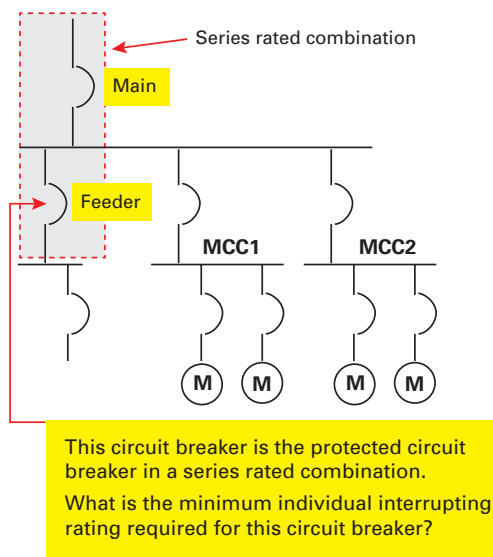 Series rated combination
Main
Feeder
MCC1
MCC2
M
M
M
M
This circuit breaker is the protected circuit
breaker in a series rated combination.
What is the minimum individual interrupting
rating required for this circuit breaker?